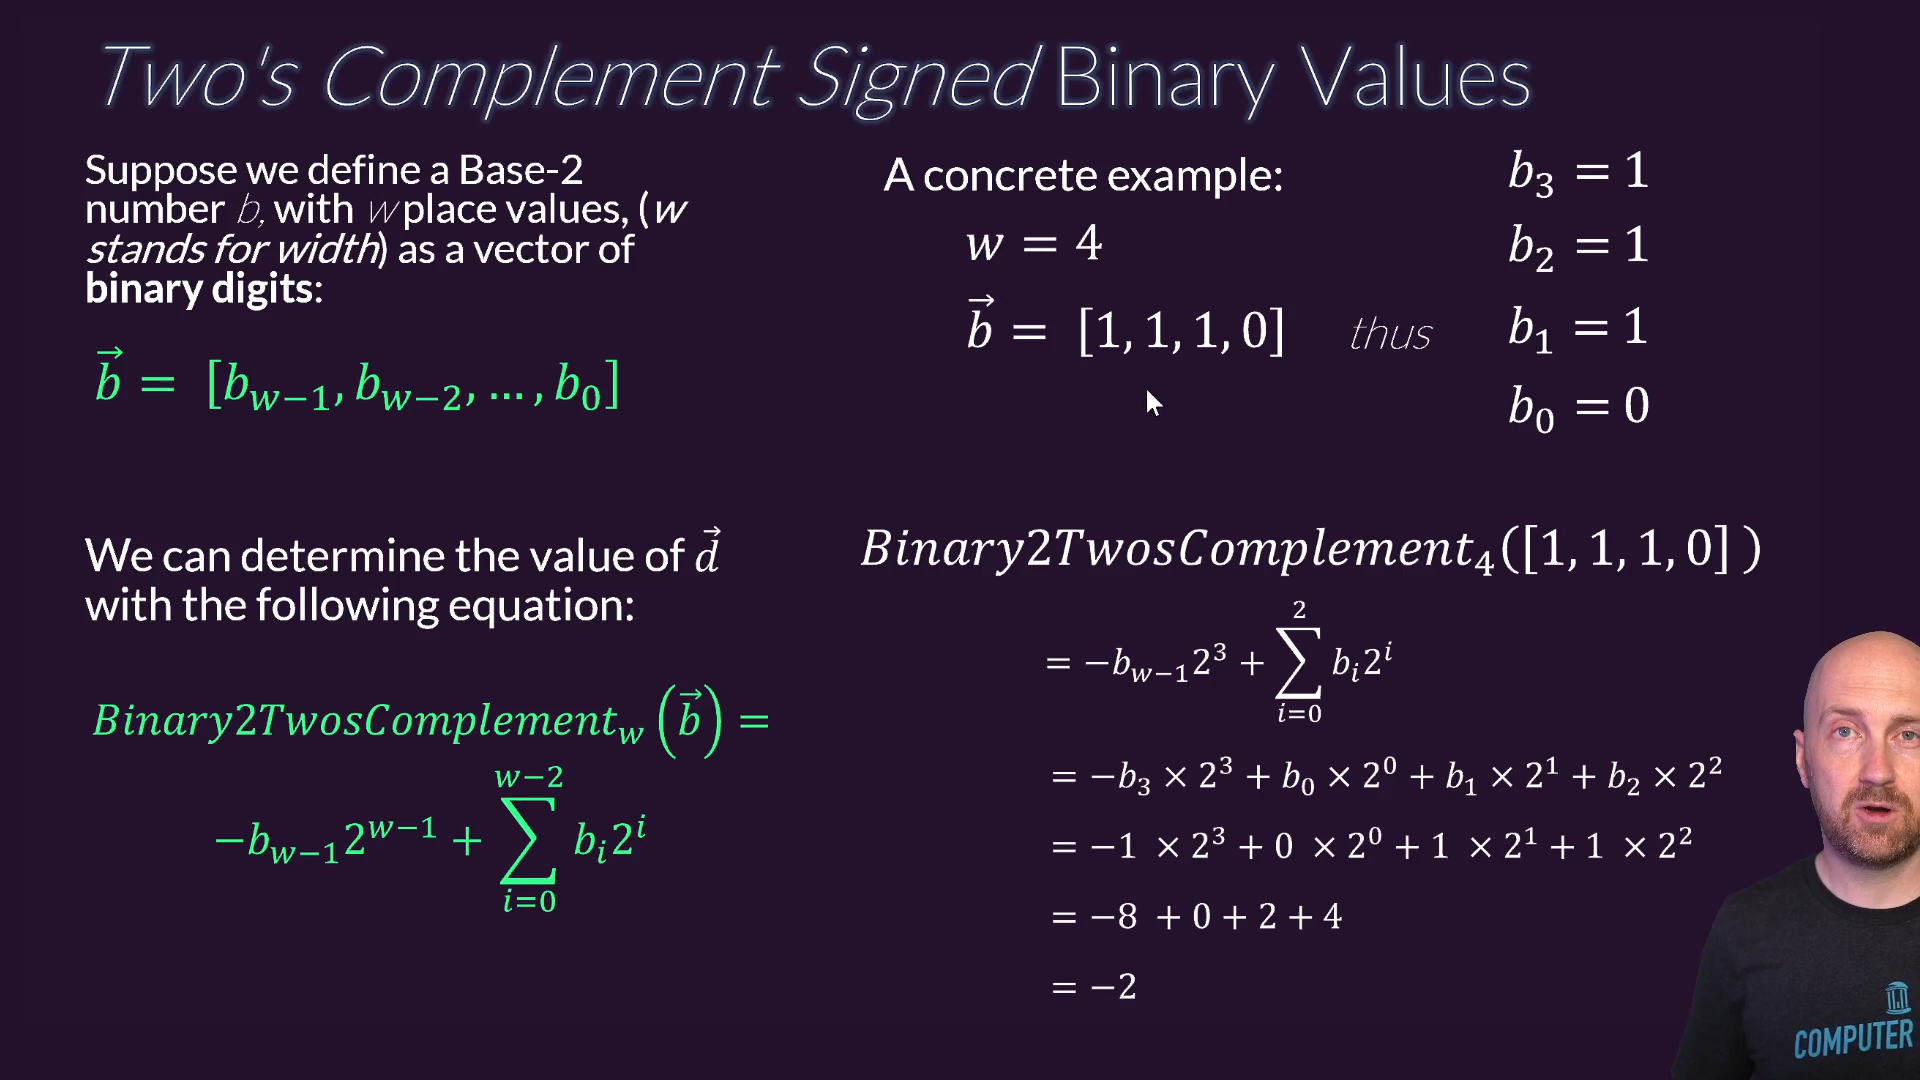 Two's Complement Signed Binary Values
Suppose we define a Base-2
number b, with w place values, (w
stands for width) as a vector of
binary digits:
b⃗ = [b_{w−1}, b_{w−2}, … , b_0]
We can determine the value of d⃗
with the following equation:
Binary2TwosComplement_w (b⃗) =
−b_{w−1}2^{w−1} + ∑_{i=0}^{w−2} b_i2^i
A concrete example:
w = 4
b⃗ = [1, 1, 1, 0] thus
b_3 = 1
b_2 = 1
b_1 = 1
b_0 = 0
Binary2TwosComplement_4([1, 1, 1, 0] )
= −b_{w−1}2^3 + ∑_{i=0}^{2} b_i2^i
= −b_3 × 2^3 + b_0 × 2^0 + b_1 × 2^1 + b_2 × 2^2
= −1 × 2^3 + 0 × 2^0 + 1 × 2^1 + 1 × 2^2
= −8 + 0 + 2 + 4
= −2
COMPUTER